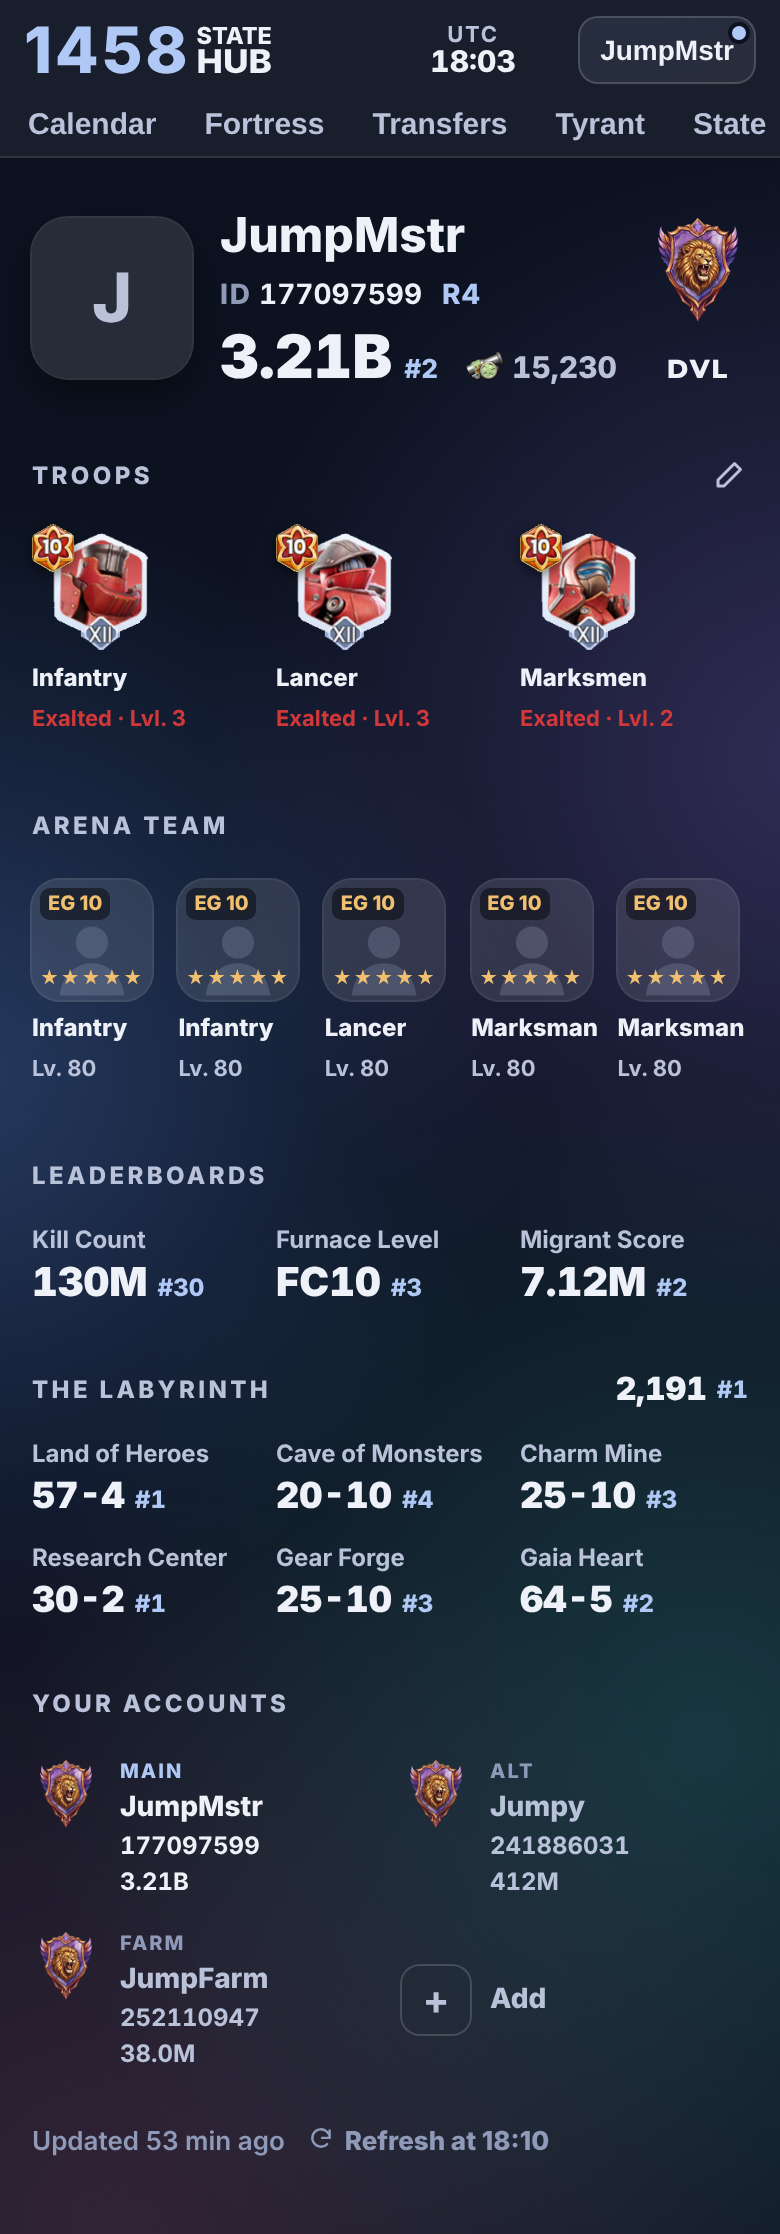 1458 STATE HUB
UTC
18:03
JumpMstr
Calendar Fortress Transfers Tyrant State
J
JumpMstr
ID 177097599 R4
3.21B #2 15,230
DVL
TROOPS
10 10 10
XII XII XII
Infantry Lancer Marksmen
Exalted · Lvl. 3 Exalted · Lvl. 3 Exalted · Lvl. 2
ARENA TEAM
EG 10 EG 10 EG 10 EG 10 EG 10
★★★★★ ★★★★★ ★★★★★ ★★★★★ ★★★★★
Infantry Infantry Lancer Marksman Marksman
Lv. 80 Lv. 80 Lv. 80 Lv. 80 Lv. 80
LEADERBOARDS
Kill Count Furnace Level Migrant Score
130M #30 FC10 #3 7.12M #2
THE LABYRINTH 2,191 #1
Land of Heroes Cave of Monsters Charm Mine
57-4 #1 20-10 #4 25-10 #3
Research Center Gear Forge Gaia Heart
30-2 #1 25-10 #3 64-5 #2
YOUR ACCOUNTS
MAIN
JumpMstr
177097599
3.21B
ALT
Jumpy
241886031
412M
FARM
JumpFarm
252110947
38.0M
+ Add
Updated 53 min ago Refresh at 18:10